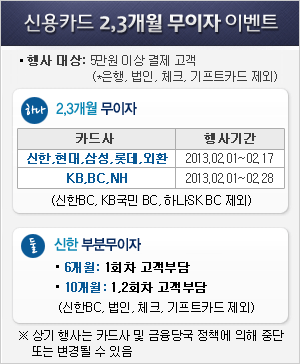 신용카드 2,3개월 무이자 이벤트
• 행사 대상: 5만원 이상 결제 고객
(*은행, 법인, 체크, 기프트카드 제외)
하나 2,3개월 무이자
카드사 행사기간
신한,현대,삼성,롯데,외환 2013.02.01~02.17
KB,BC,NH 2013.02.01~02.28
(신한BC, KB국민 BC, 하나SK BC 제외)
둘 신한 부분무이자
• 6개월: 1회차 고객부담
• 10개월: 1,2회차 고객부담
(신한BC, 법인, 체크, 기프트카드 제외)
※ 상기 행사는 카드사 및 금융당국 정책에 의해 중단
또는 변경될 수 있음